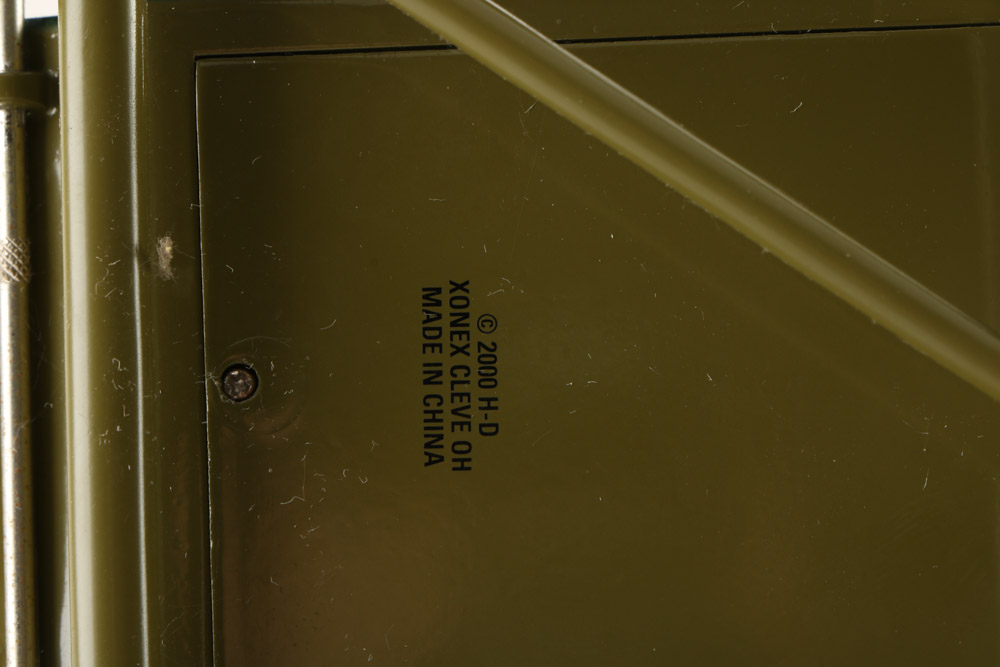 © 2000 H-D
XONEX CLEVE OH
MADE IN CHINA